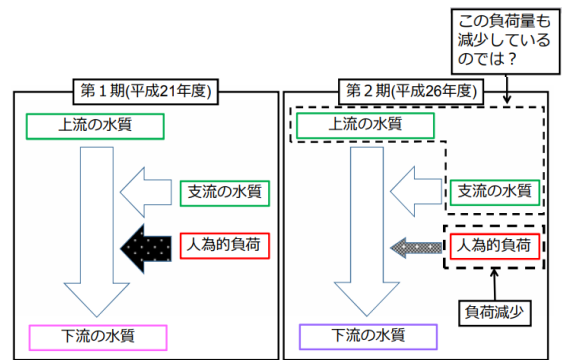 この負荷量も
減少している
のでは？
第１期(平成21年度)
上流の水質
支流の水質
人為的負荷
下流の水質
第２期(平成26年度)
上流の水質
支流の水質
人為的負荷
負荷減少
下流の水質